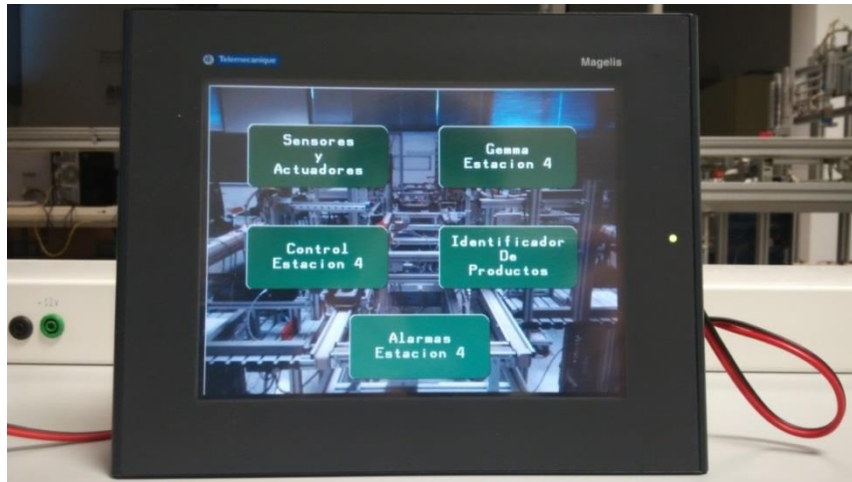 Telemecanique
Magelis
Sensores
y
Actuadores
Gemma
Estacion 4
Control
Estacion 4
Identificador
De
Productos
Alarmas
Estacion 4